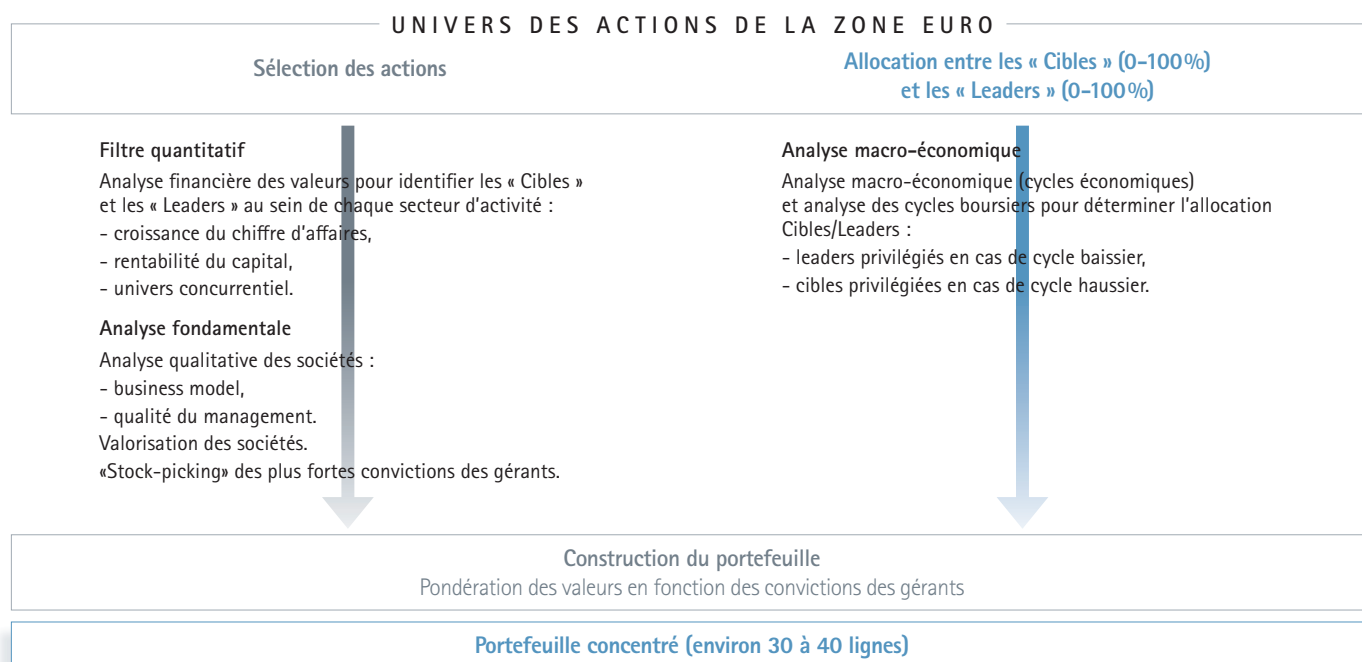 UNIVERS DES ACTIONS DE LA ZONE EURO
Sélection des actions
Allocation entre les « Cibles » (0-100%)
et les « Leaders » (0-100%)
Filtre quantitatif
Analyse financière des valeurs pour identifier les « Cibles »
et les « Leaders » au sein de chaque secteur d'activité :
- croissance du chiffre d'affaires,
- rentabilité du capital,
- univers concurrentiel.
Analyse fondamentale
Analyse qualitative des sociétés :
- business model,
- qualité du management.
Valorisation des sociétés.
«Stock-picking» des plus fortes convictions des gérants.
Analyse macro-économique
Analyse macro-économique (cycles économiques)
et analyse des cycles boursiers pour déterminer l'allocation
Cibles/Leaders :
- leaders privilégiés en cas de cycle baissier,
- cibles privilégiées en cas de cycle haussier.
Construction du portefeuille
Pondération des valeurs en fonction des convictions des gérants
Portefeuille concentré (environ 30 à 40 lignes)